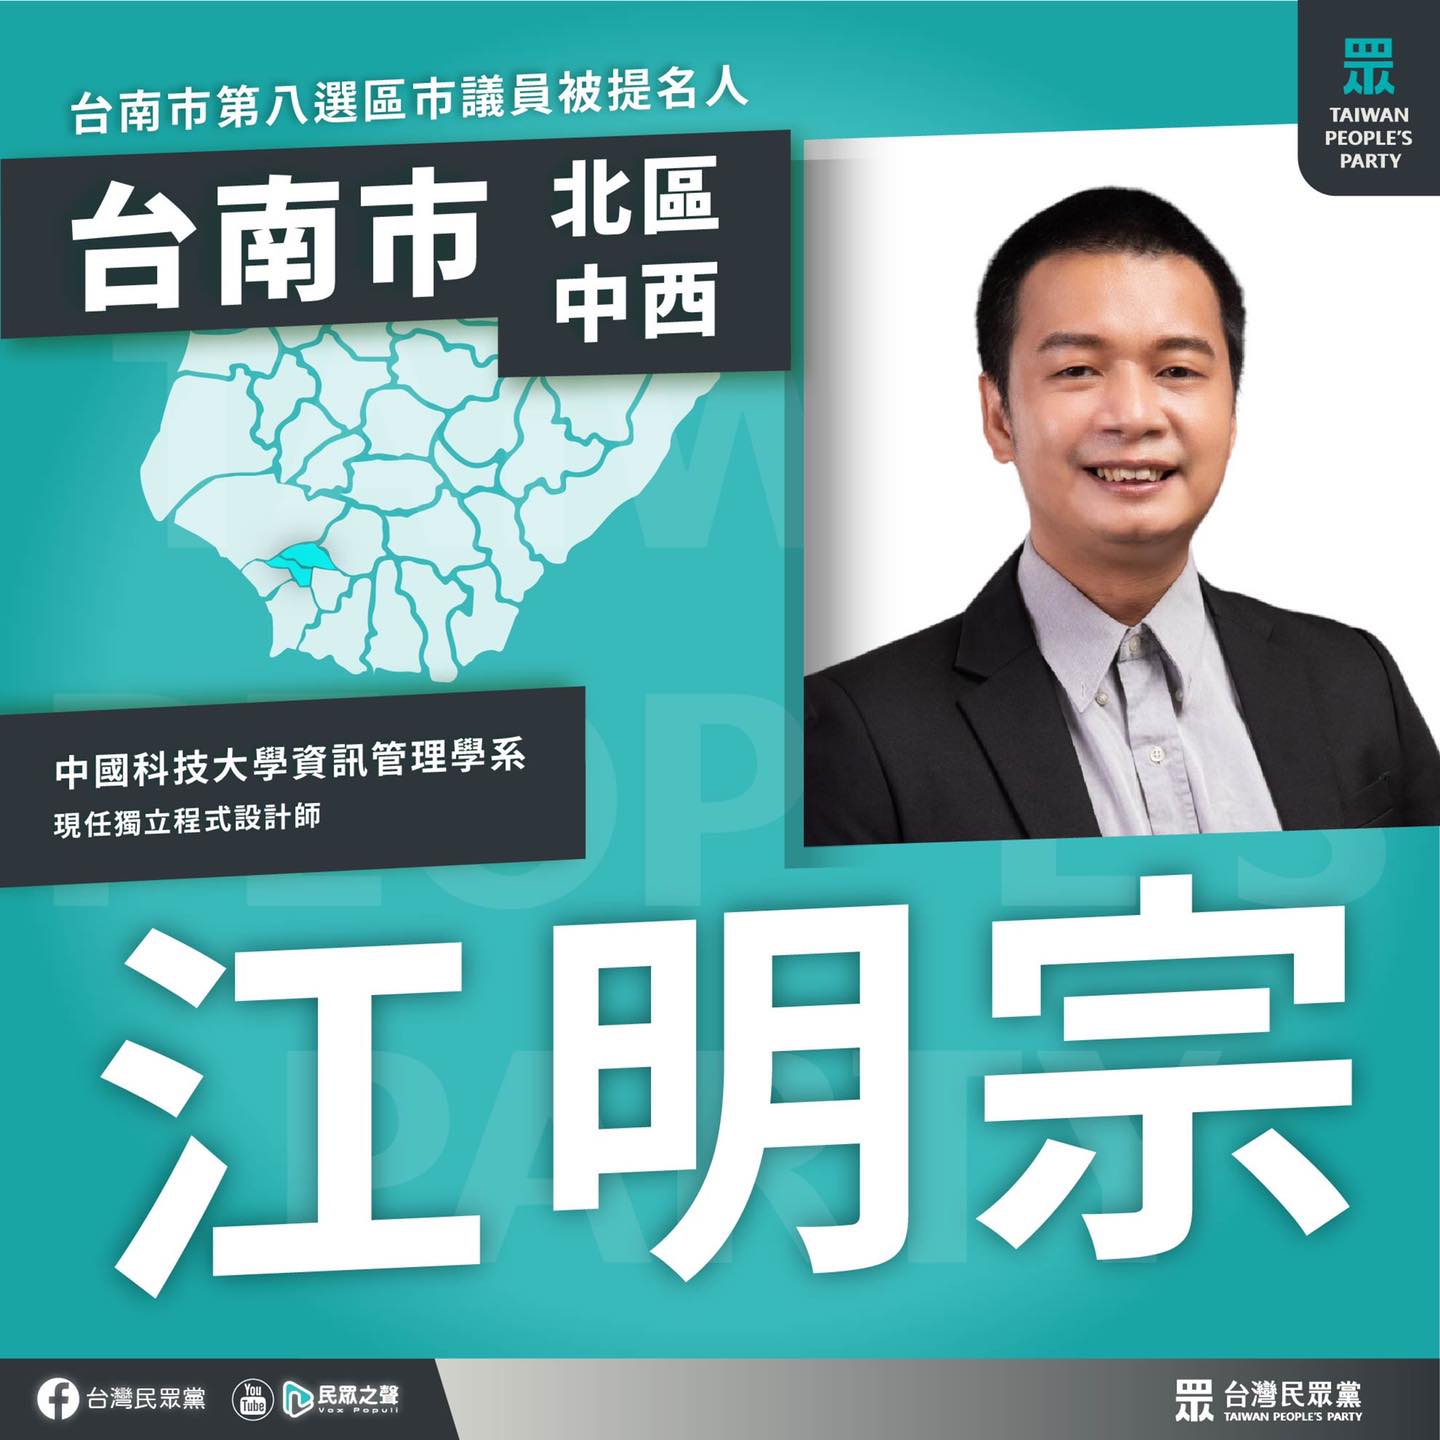 台南市第八選區市議員被提名人
台南市
北區
中西
眾
TAIWAN
PEOPLE'S
PARTY
TAIWAN
PEOPLE'S
PARTY
中國科技大學資訊管理學系
現任獨立程式設計師
江明宗
台灣民眾黨
You
Tube
民眾之聲
Vox Populi
眾
台灣民眾黨
TAIWAN PEOPLE'S PARTY